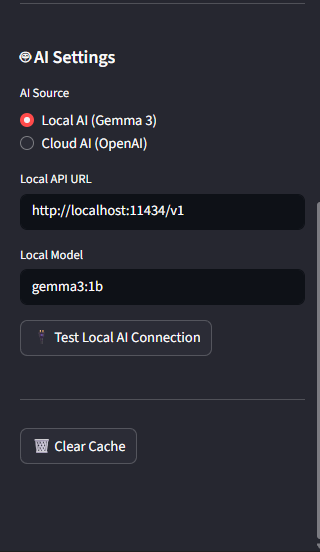 AI Settings
AI Source
Local AI (Gemma 3)
Cloud AI (OpenAI)
Local API URL
http://localhost:11434/v1
Local Model
gemma3:1b
Test Local AI Connection
Clear Cache